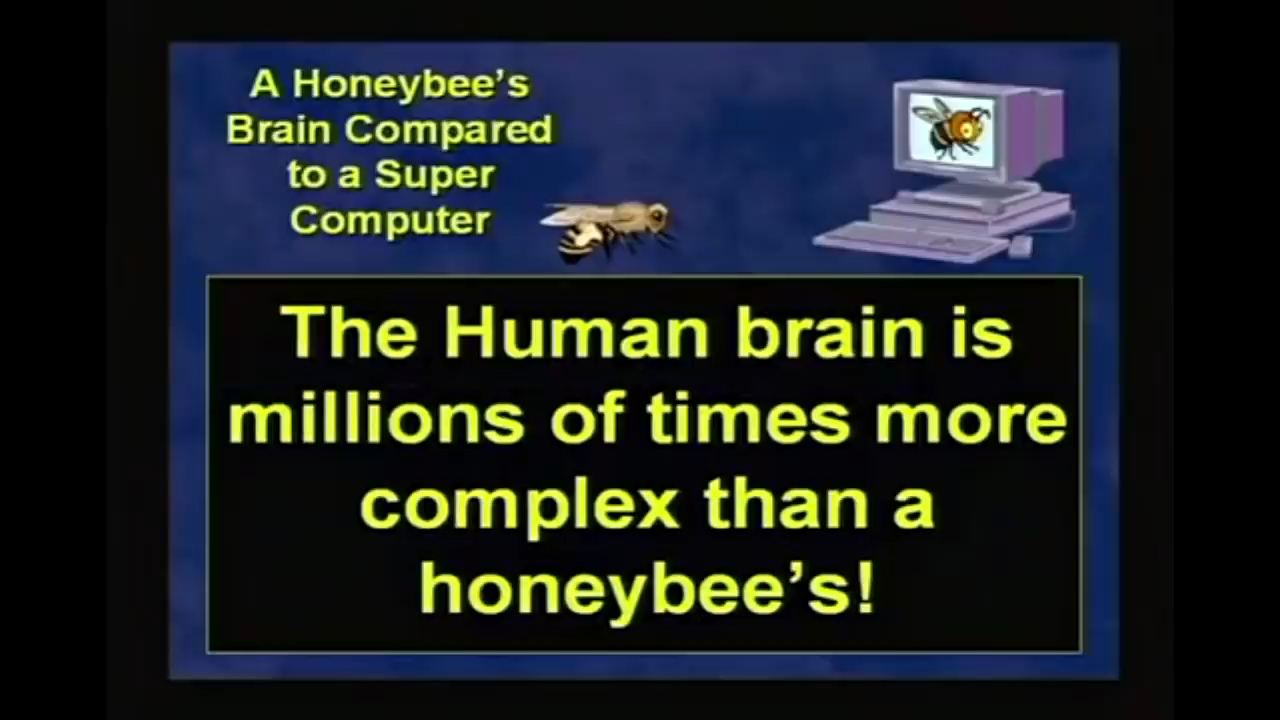 A Honeybee's
Brain Compared
to a Super
Computer
The Human brain is
millions of times more
complex than a
honeybee’s!